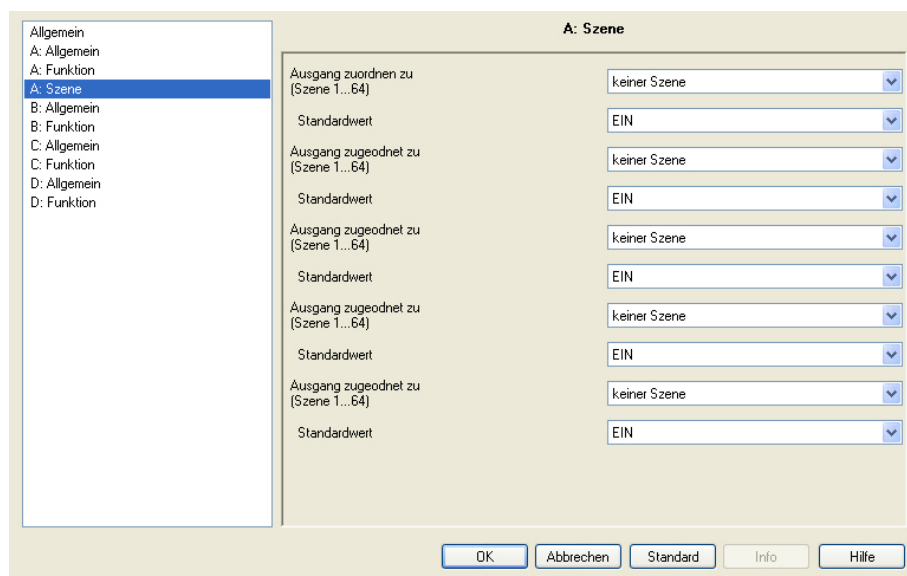 Allgemein
A: Allgemein
A: Funktion
A: Szene
B: Allgemein
B: Funktion
C: Allgemein
C: Funktion
D: Allgemein
D: Funktion
A: Szene
Ausgang zuordnen zu
(Szene 1...64)
keiner Szene
Standardwert
EIN
Ausgang zugeodnet zu
(Szene 1...64)
keiner Szene
Standardwert
EIN
Ausgang zugeodnet zu
(Szene 1...64)
keiner Szene
Standardwert
EIN
Ausgang zugeodnet zu
(Szene 1...64)
keiner Szene
Standardwert
EIN
Ausgang zugeodnet zu
(Szene 1...64)
keiner Szene
Standardwert
EIN
OK
Abbrechen
Standard
Info
Hilfe